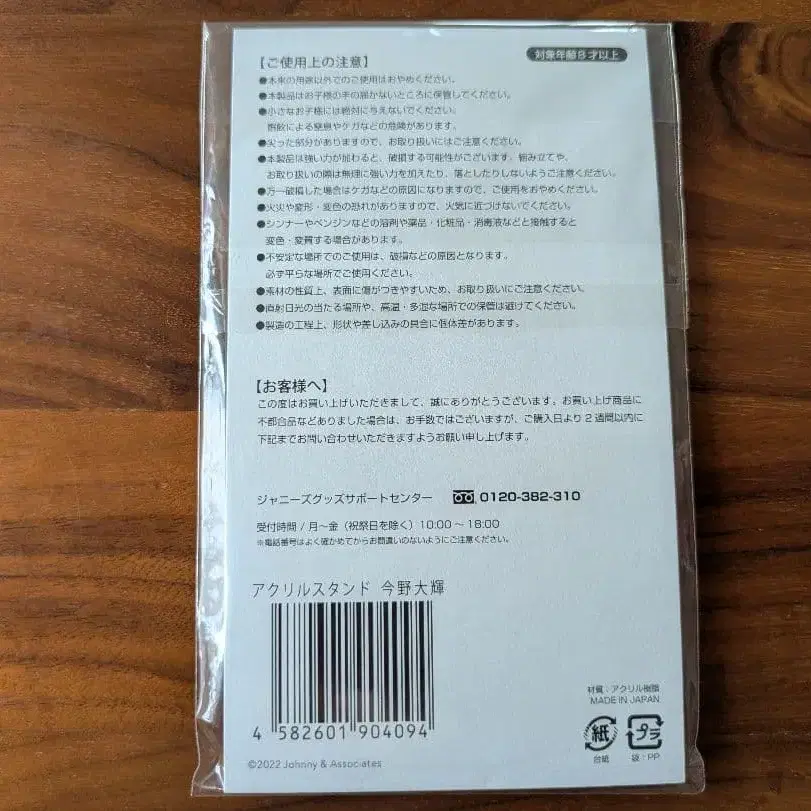 【ご使用上の注意】
対象年齢8才以上
●本来の用途以外でのご使用はおやめください。
●本製品はお子様の手の届かないところに保管してください。
●小さなお子様には絶対に与えないでください。
誤飲による窒息やケガなどの危険があります。
●尖った部分がありますので、お取り扱いにはご注意ください。
●本製品は強い力が加わると、破損する可能性がございます。組み立てや、
お取り扱いの際は無理に強い力を加えたり、落としたりしないようご注意ください。
●万一破損した場合はケガなどの原因になりますので、ご使用をおやめください。
●火災や変形・変色の恐れがありますので、火気に近づけないでください。
●シンナーやベンジンなどの溶剤や薬品・化粧品・消毒液などと接触すると
変色・変質する場合があります。
●不安定な場所でのご使用は、破損などの原因となります。
必ず平らな場所でご使用ください。
●素材の性質上、表面に傷がつきやすいため、お取り扱いにご注意ください。
●直射日光の当たる場所や、高温・多湿な場所での保管は避けてください。
●製造の工程上、形状や差し込みの具合に個体差があります。
【お客様へ】
この度はお買い上げいただきまして、誠にありがとうございます。お買い上げ商品に
不都合品などありました場合は、お手数ではございますが、ご購入日より2週間以内に
下記までお問い合わせいただきますようお願い申し上げます。
ジャニーズグッズサポートセンター 0120-382-310
受付時間 / 月〜金（祝祭日を除く）10:00〜18:00
※電話番号はよく確かめてからお間違いのないようにご注意ください。
アクリルスタンド 今野大輝
4 582601 904094
©2022 Johnny & Associates
材質：アクリル樹脂
MADE IN JAPAN
紙
プラ
台紙
袋：PP